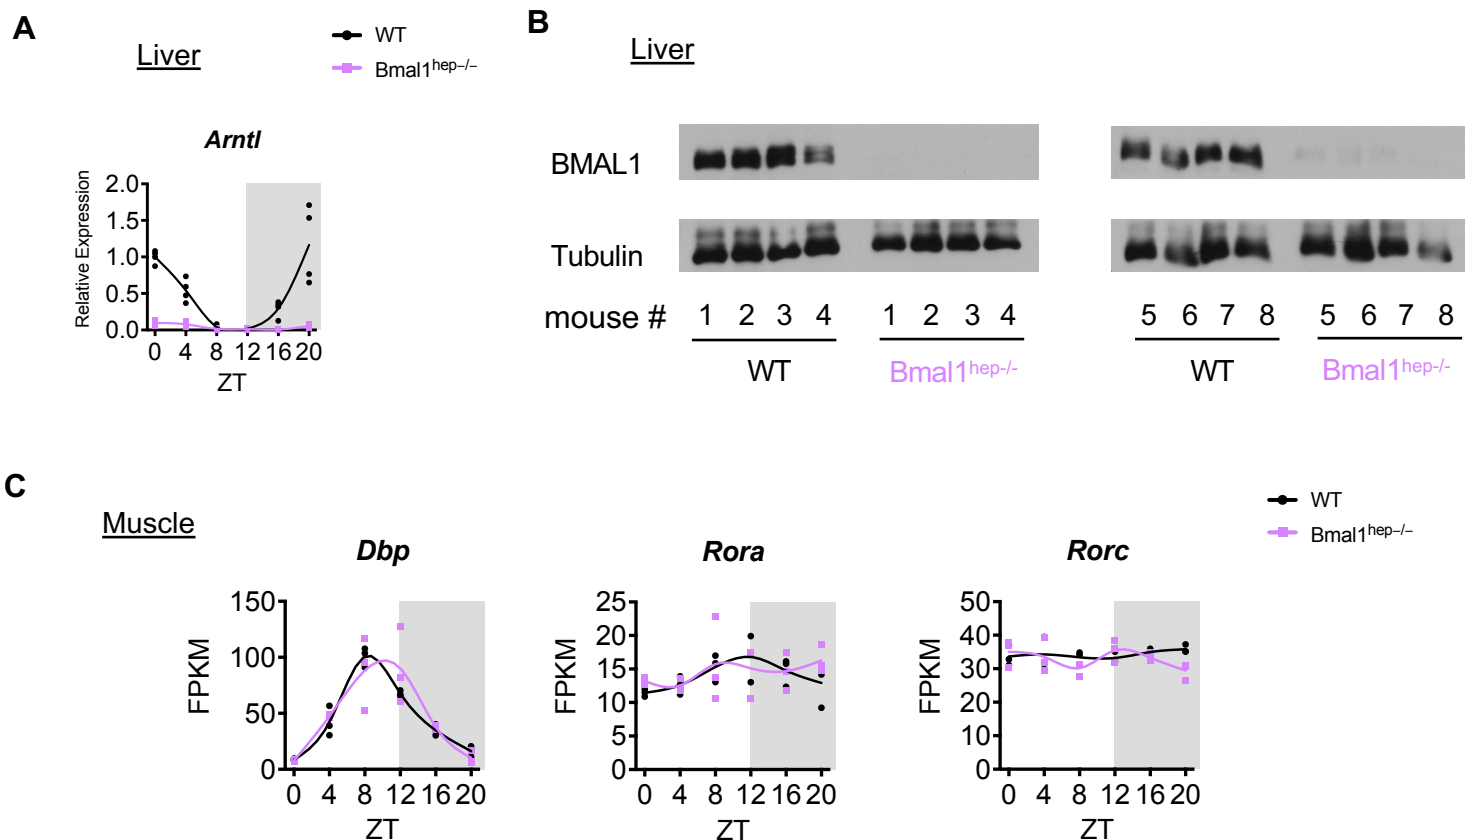 A
Liver
WT
Bmal1hep−/−
Arntl
Relative Expression
2.0
1.5
1.0
0.5
0.0
0 4 8 12 16 20
ZT
B
Liver
BMAL1
Tubulin
mouse # 1 2 3 4 1 2 3 4 5 6 7 8 5 6 7 8
WT Bmal1hep-/- WT Bmal1hep-/-
C
Muscle
WT
Bmal1hep−/−
Dbp
FPKM
150
100
50
0
0 4 8 12 16 20
ZT
Rora
FPKM
25
20
15
10
5
0
0 4 8 12 16 20
ZT
Rorc
FPKM
50
40
30
20
10
0
0 4 8 12 16 20
ZT